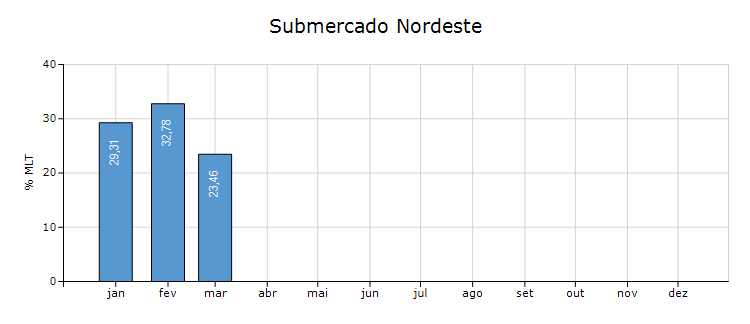 Submercado Nordeste
% MLT
40
30
20
10
0
29,31
32,78
23,46
jan fev mar abr mai jun jul ago set out nov dez